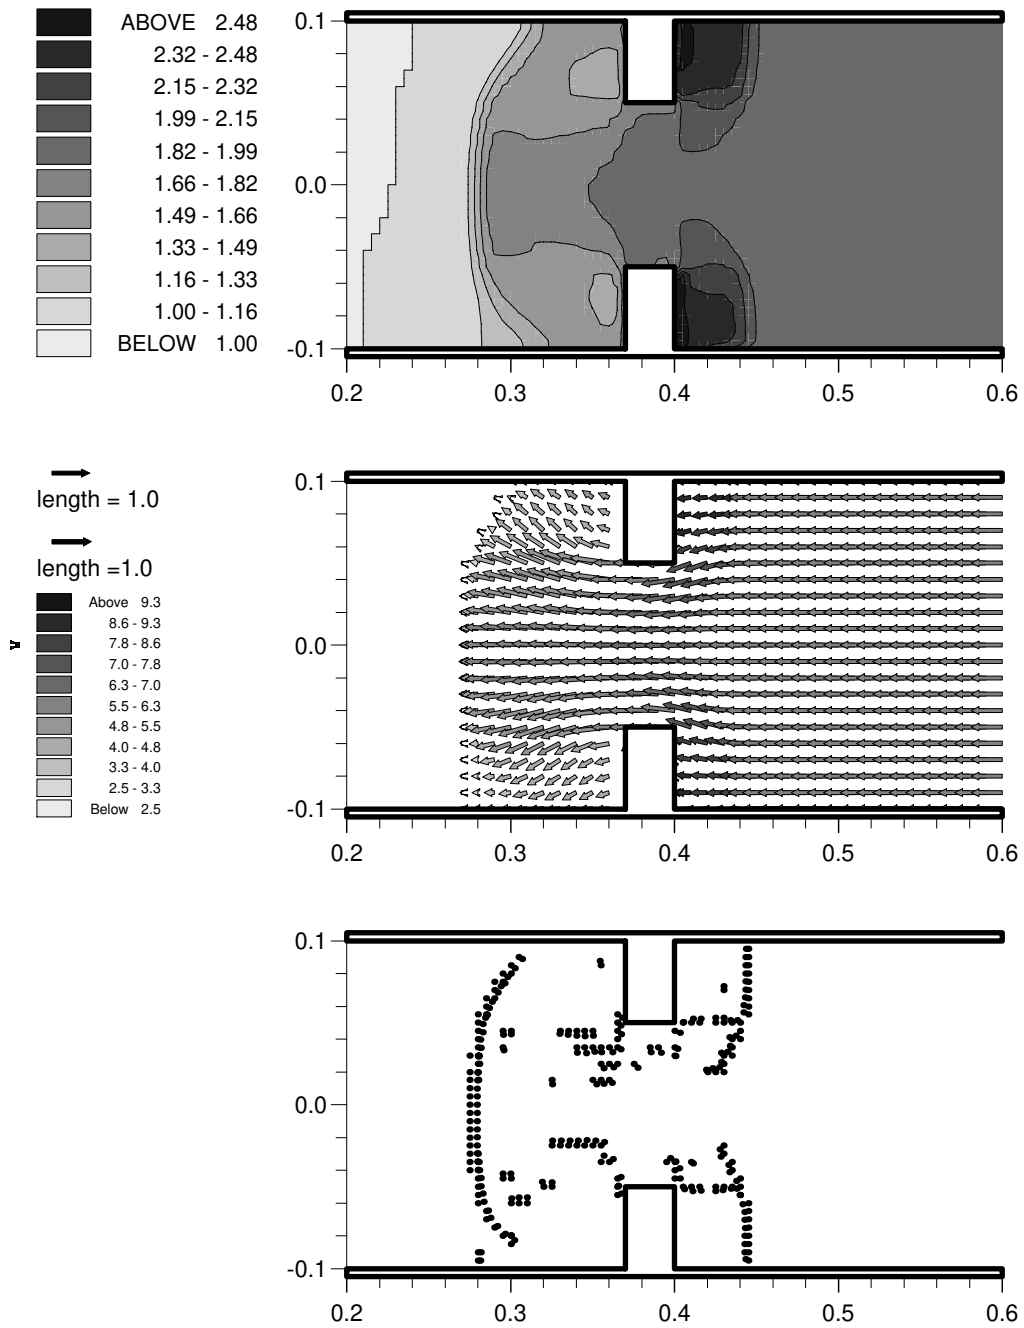 ABOVE 2.48
2.32 - 2.48
2.15 - 2.32
1.99 - 2.15
1.82 - 1.99
1.66 - 1.82
1.49 - 1.66
1.33 - 1.49
1.16 - 1.33
1.00 - 1.16
BELOW 1.00
0.1
0.0
-0.1
0.2 0.3 0.4 0.5 0.6
length = 1.0
length =1.0
Above 9.3
8.6 - 9.3
7.8 - 8.6
7.0 - 7.8
6.3 - 7.0
5.5 - 6.3
4.8 - 5.5
4.0 - 4.8
3.3 - 4.0
2.5 - 3.3
Below 2.5
0.1
0.0
-0.1
0.2 0.3 0.4 0.5 0.6
0.1
0.0
-0.1
0.2 0.3 0.4 0.5 0.6